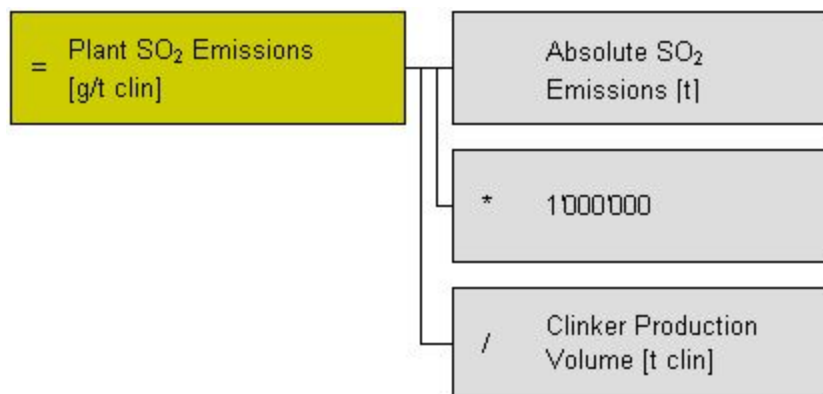 = Plant SO₂ Emissions
[g/t clin]
Absolute SO₂
Emissions [t]
* 1'000'000
/ Clinker Production
Volume [t clin]